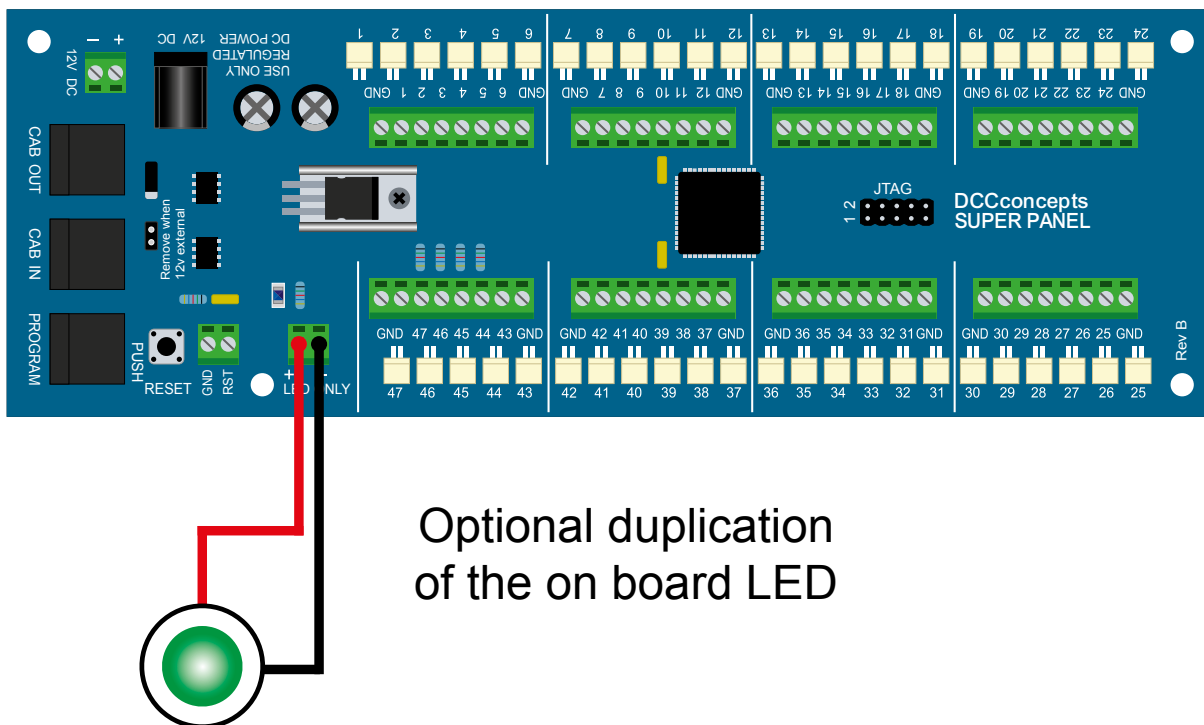 12V DC
− +
12V DC
USE ONLY
REGULATED
DC POWER
1 2 3 4 5 6
GND 1 2 3 4 5 6 GND
7 8 9 10 11 12
GND 7 8 9 10 11 12 GND
13 14 15 16 17 18
GND 13 14 15 16 17 18 GND
19 20 21 22 23 24
GND 19 20 21 22 23 24 GND
CAB OUT
CAB IN
PROGRAM
Remove when
12v external
JTAG
1 2
DCCconcepts
SUPER PANEL
PUSH
RESET
GND
RST
+ -
LED ONLY
GND 47 46 45 44 43 GND
47 46 45 44 43
GND 42 41 40 39 38 37 GND
42 41 40 39 38 37
GND 36 35 34 33 32 31 GND
36 35 34 33 32 31
GND 30 29 28 27 26 25 GND
30 29 28 27 26 25
Rev B
Optional duplication
of the on board LED